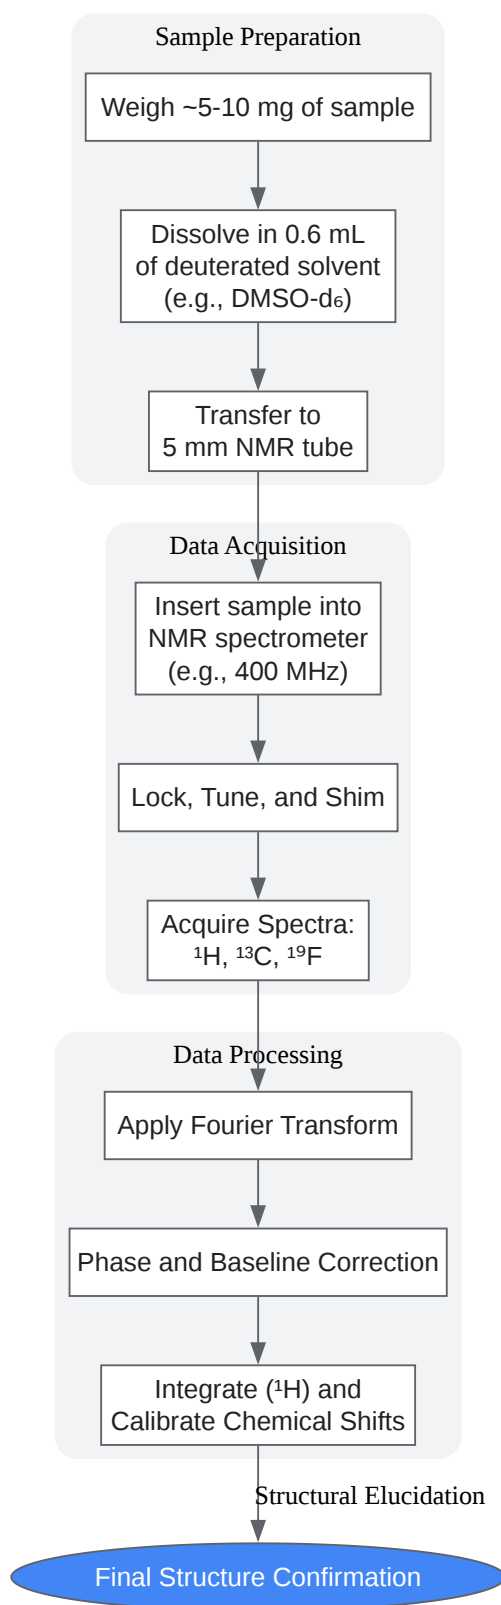 Sample Preparation
Weigh ~5-10 mg of sample
Dissolve in 0.6 mL
of deuterated solvent
(e.g., DMSO-d₆)
Transfer to
5 mm NMR tube
Data Acquisition
Insert sample into
NMR spectrometer
(e.g., 400 MHz)
Lock, Tune, and Shim
Acquire Spectra:
¹H, ¹³C, ¹⁹F
Data Processing
Apply Fourier Transform
Phase and Baseline Correction
Integrate (¹H) and
Calibrate Chemical Shifts
Structural Elucidation
Final Structure Confirmation